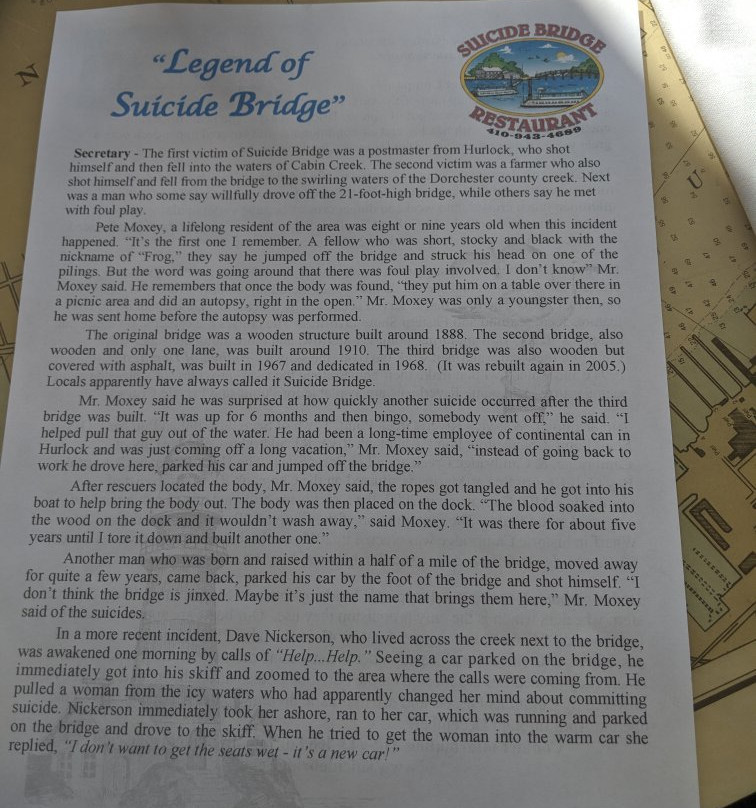 "Legend of
Suicide Bridge"
SUICIDE BRIDGE
RESTAURANT
410-943-4689
Secretary - The first victim of Suicide Bridge was a postmaster from Hurlock, who shot
himself and then fell into the waters of Cabin Creek. The second victim was a farmer who also
shot himself and fell from the bridge to the swirling waters of the Dorchester county creek. Next
was a man who some say willfully drove off the 21-foot-high bridge, while others say he met
with foul play.
Pete Moxey, a lifelong resident of the area was eight or nine years old when this incident
happened. "It's the first one I remember. A fellow who was short, stocky and black with the
nickname of "Frog," they say he jumped off the bridge and struck his head on one of the
pilings. But the word was going around that there was foul play involved. I don't know" Mr.
Moxey said. He remembers that once the body was found, "they put him on a table over there in
a picnic area and did an autopsy, right in the open." Mr. Moxey was only a youngster then, so
he was sent home before the autopsy was performed.
The original bridge was a wooden structure built around 1888. The second bridge, also
wooden and only one lane, was built around 1910. The third bridge was also wooden but
covered with asphalt, was built in 1967 and dedicated in 1968. (It was rebuilt again in 2005.)
Locals apparently have always called it Suicide Bridge.
Mr. Moxey said he was surprised at how quickly another suicide occurred after the third
bridge was built. "It was up for 6 months and then bingo, somebody went off," he said. "I
helped pull that guy out of the water. He had been a long-time employee of continental can in
Hurlock and was just coming off a long vacation," Mr. Moxey said, "instead of going back to
work he drove here, parked his car and jumped off the bridge."
After rescuers located the body, Mr. Moxey said, the ropes got tangled and he got into his
boat to help bring the body out. The body was then placed on the dock. "The blood soaked into
the wood on the dock and it wouldn't wash away," said Moxey. "It was there for about five
years until I tore it down and built another one."
Another man who was born and raised within a half of a mile of the bridge, moved away
for quite a few years, came back, parked his car by the foot of the bridge and shot himself. "I
don't think the bridge is jinxed. Maybe it's just the name that brings them here," Mr. Moxey
said of the suicides.
In a more recent incident, Dave Nickerson, who lived across the creek next to the bridge,
was awakened one morning by calls of "Help...Help." Seeing a car parked on the bridge, he
immediately got into his skiff and zoomed to the area where the calls were coming from. He
pulled a woman from the icy waters who had apparently changed her mind about committing
suicide. Nickerson immediately took her ashore, ran to her car, which was running and parked
on the bridge and drove to the skiff. When he tried to get the woman into the warm car she
replied, "I don't want to get the seats wet - it's a new car!"
N
U